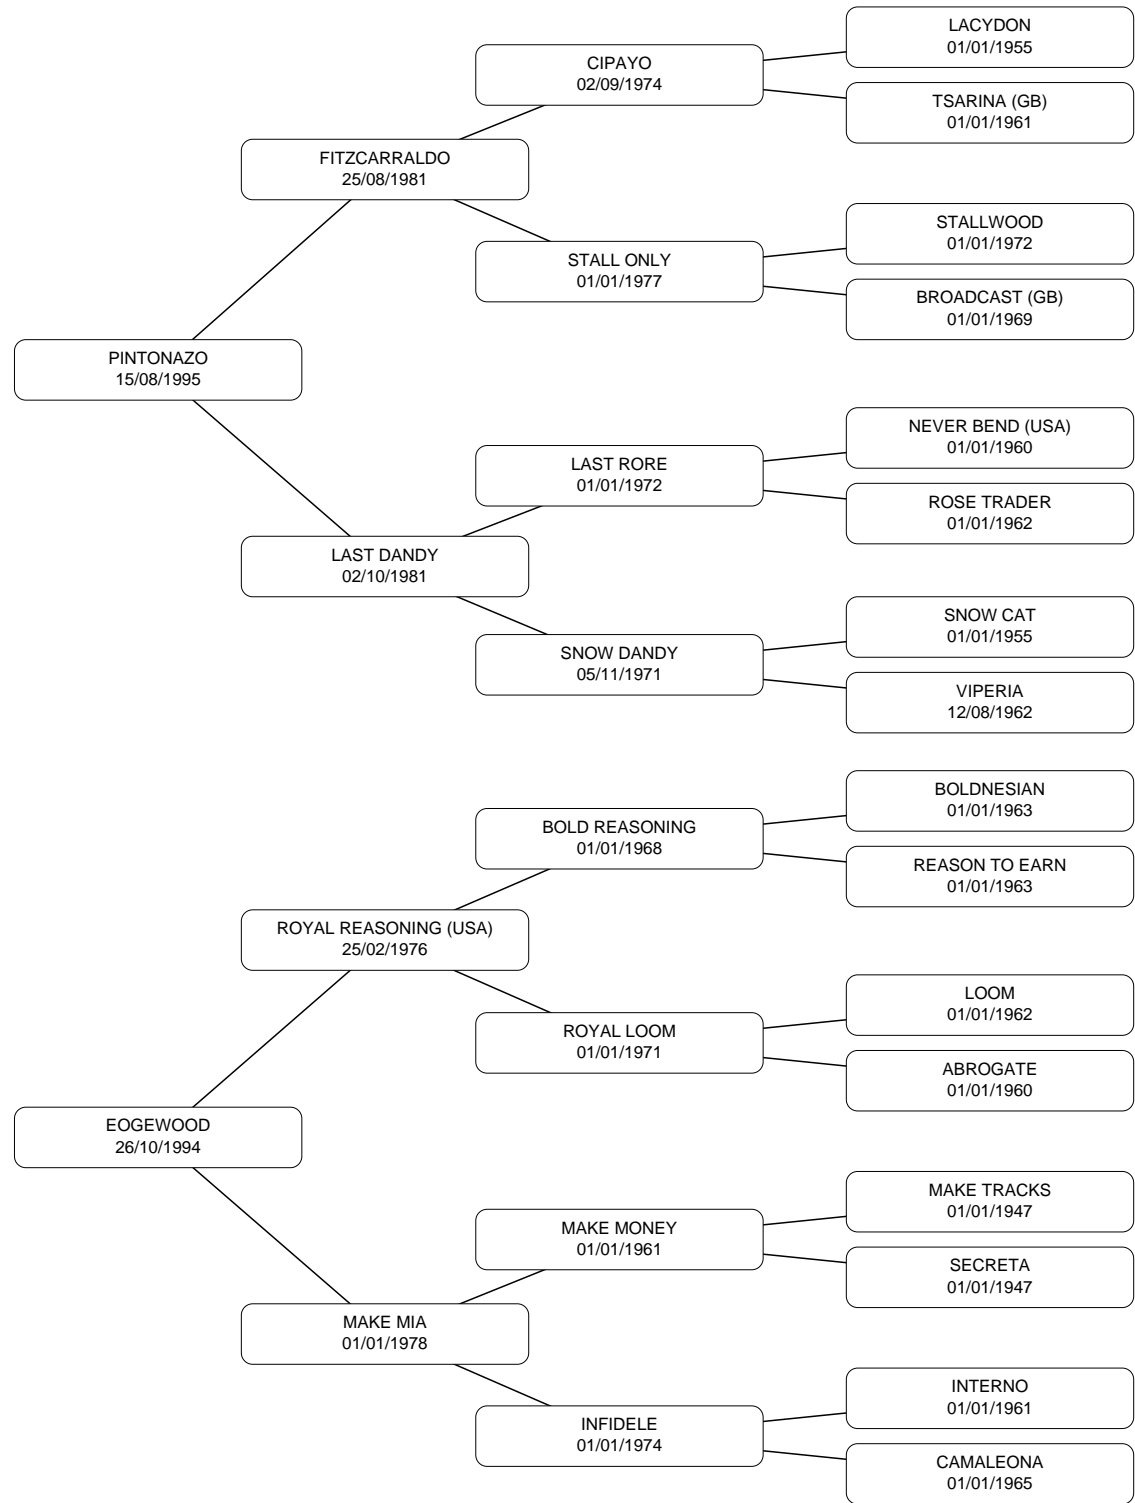 LACYDON
01/01/1955
CIPAYO
02/09/1974
TSARINA (GB)
01/01/1961
FITZCARRALDO
25/08/1981
STALLWOOD
01/01/1972
STALL ONLY
01/01/1977
BROADCAST (GB)
01/01/1969
PINTONAZO
15/08/1995
NEVER BEND (USA)
01/01/1960
LAST RORE
01/01/1972
ROSE TRADER
01/01/1962
LAST DANDY
02/10/1981
SNOW CAT
01/01/1955
SNOW DANDY
05/11/1971
VIPERIA
12/08/1962
BOLDNESIAN
01/01/1963
BOLD REASONING
01/01/1968
REASON TO EARN
01/01/1963
ROYAL REASONING (USA)
25/02/1976
LOOM
01/01/1962
ROYAL LOOM
01/01/1971
ABROGATE
01/01/1960
EOGEWOOD
26/10/1994
MAKE TRACKS
01/01/1947
MAKE MONEY
01/01/1961
SECRETA
01/01/1947
MAKE MIA
01/01/1978
INTERNO
01/01/1961
INFIDELE
01/01/1974
CAMALEONA
01/01/1965